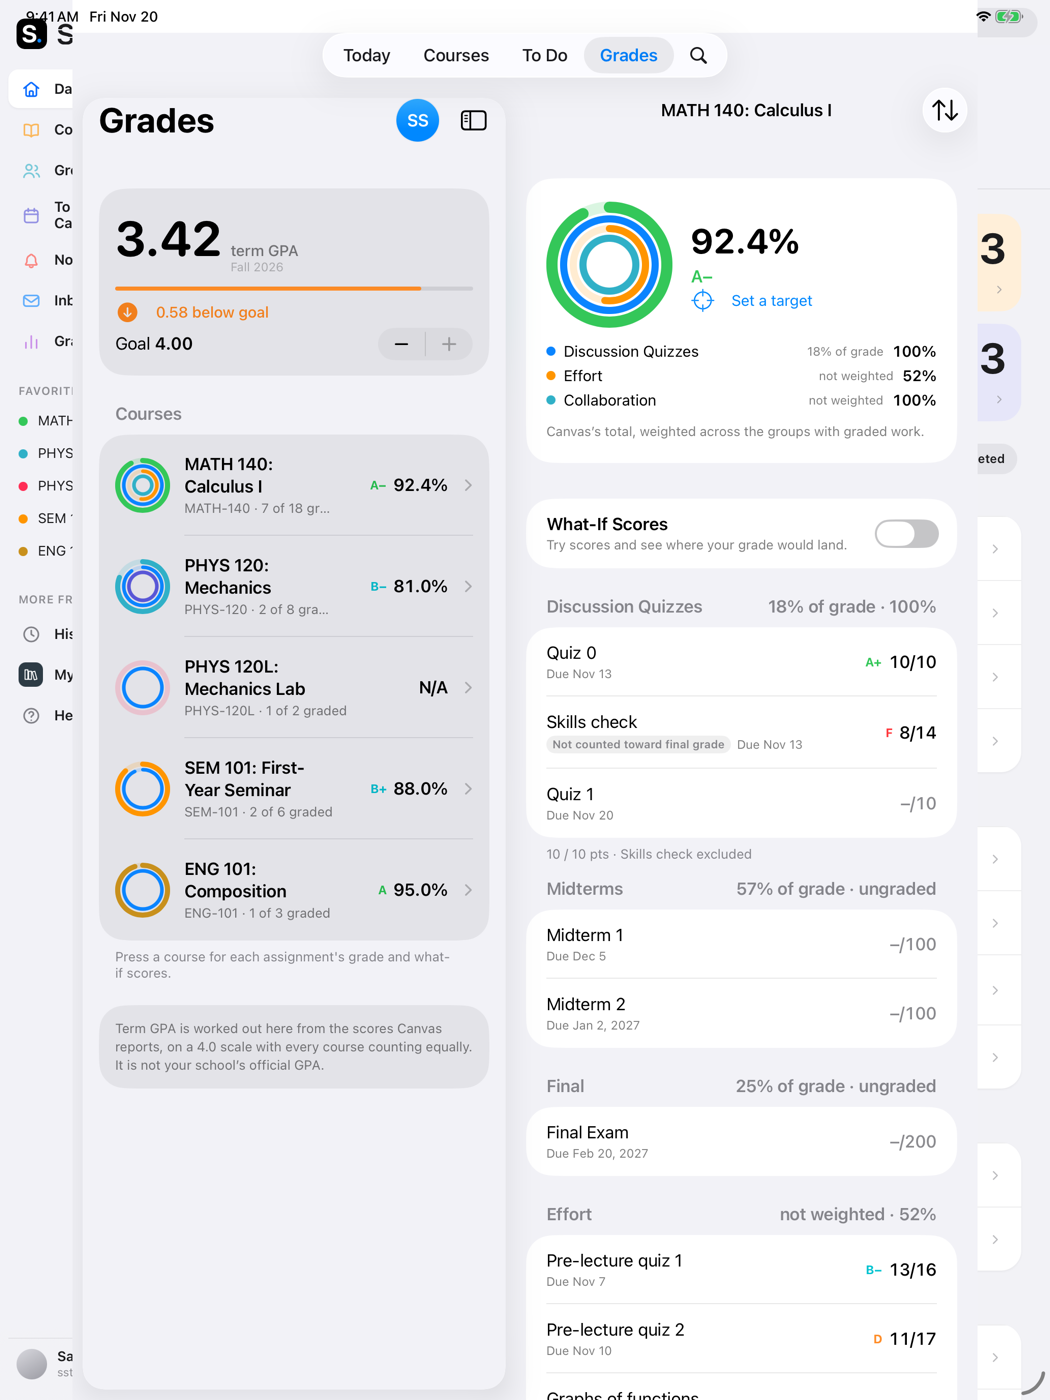 9:41 AM Fri Nov 20
S.
Today
Courses
To Do
Grades
Da
Co
Gr
To
Ca
No
Inb
Gra
FAVORIT
MATH
PHYS
PHYS
SEM
ENG
MORE FR
His
My
He
Sa
sst
Grades
SS
3.42 term GPA
Fall 2026
0.58 below goal
Goal 4.00
Courses
MATH 140:
Calculus I
A– 92.4%
MATH-140 · 7 of 18 gr...
PHYS 120:
Mechanics
B– 81.0%
PHYS-120 · 2 of 8 gra...
PHYS 120L:
Mechanics Lab
N/A
PHYS-120L · 1 of 2 graded
SEM 101: First-
Year Seminar
B+ 88.0%
SEM-101 · 2 of 6 graded
ENG 101:
Composition
A 95.0%
ENG-101 · 1 of 3 graded
Press a course for each assignment's grade and what-
if scores.
Term GPA is worked out here from the scores Canvas
reports, on a 4.0 scale with every course counting equally.
It is not your school's official GPA.
MATH 140: Calculus I
92.4%
A–
Set a target
Discussion Quizzes 18% of grade 100%
Effort not weighted 52%
Collaboration not weighted 100%
Canvas's total, weighted across the groups with graded work.
What-If Scores
Try scores and see where your grade would land.
Discussion Quizzes 18% of grade · 100%
Quiz 0
Due Nov 13
A+ 10/10
Skills check
Not counted toward final grade Due Nov 13
F 8/14
Quiz 1
Due Nov 20
–/10
10 / 10 pts · Skills check excluded
Midterms 57% of grade · ungraded
Midterm 1
Due Dec 5
–/100
Midterm 2
Due Jan 2, 2027
–/100
Final 25% of grade · ungraded
Final Exam
Due Feb 20, 2027
–/200
Effort not weighted · 52%
Pre-lecture quiz 1
Due Nov 7
B– 13/16
Pre-lecture quiz 2
Due Nov 10
D 11/17
Graphs of functions
3
3
eted